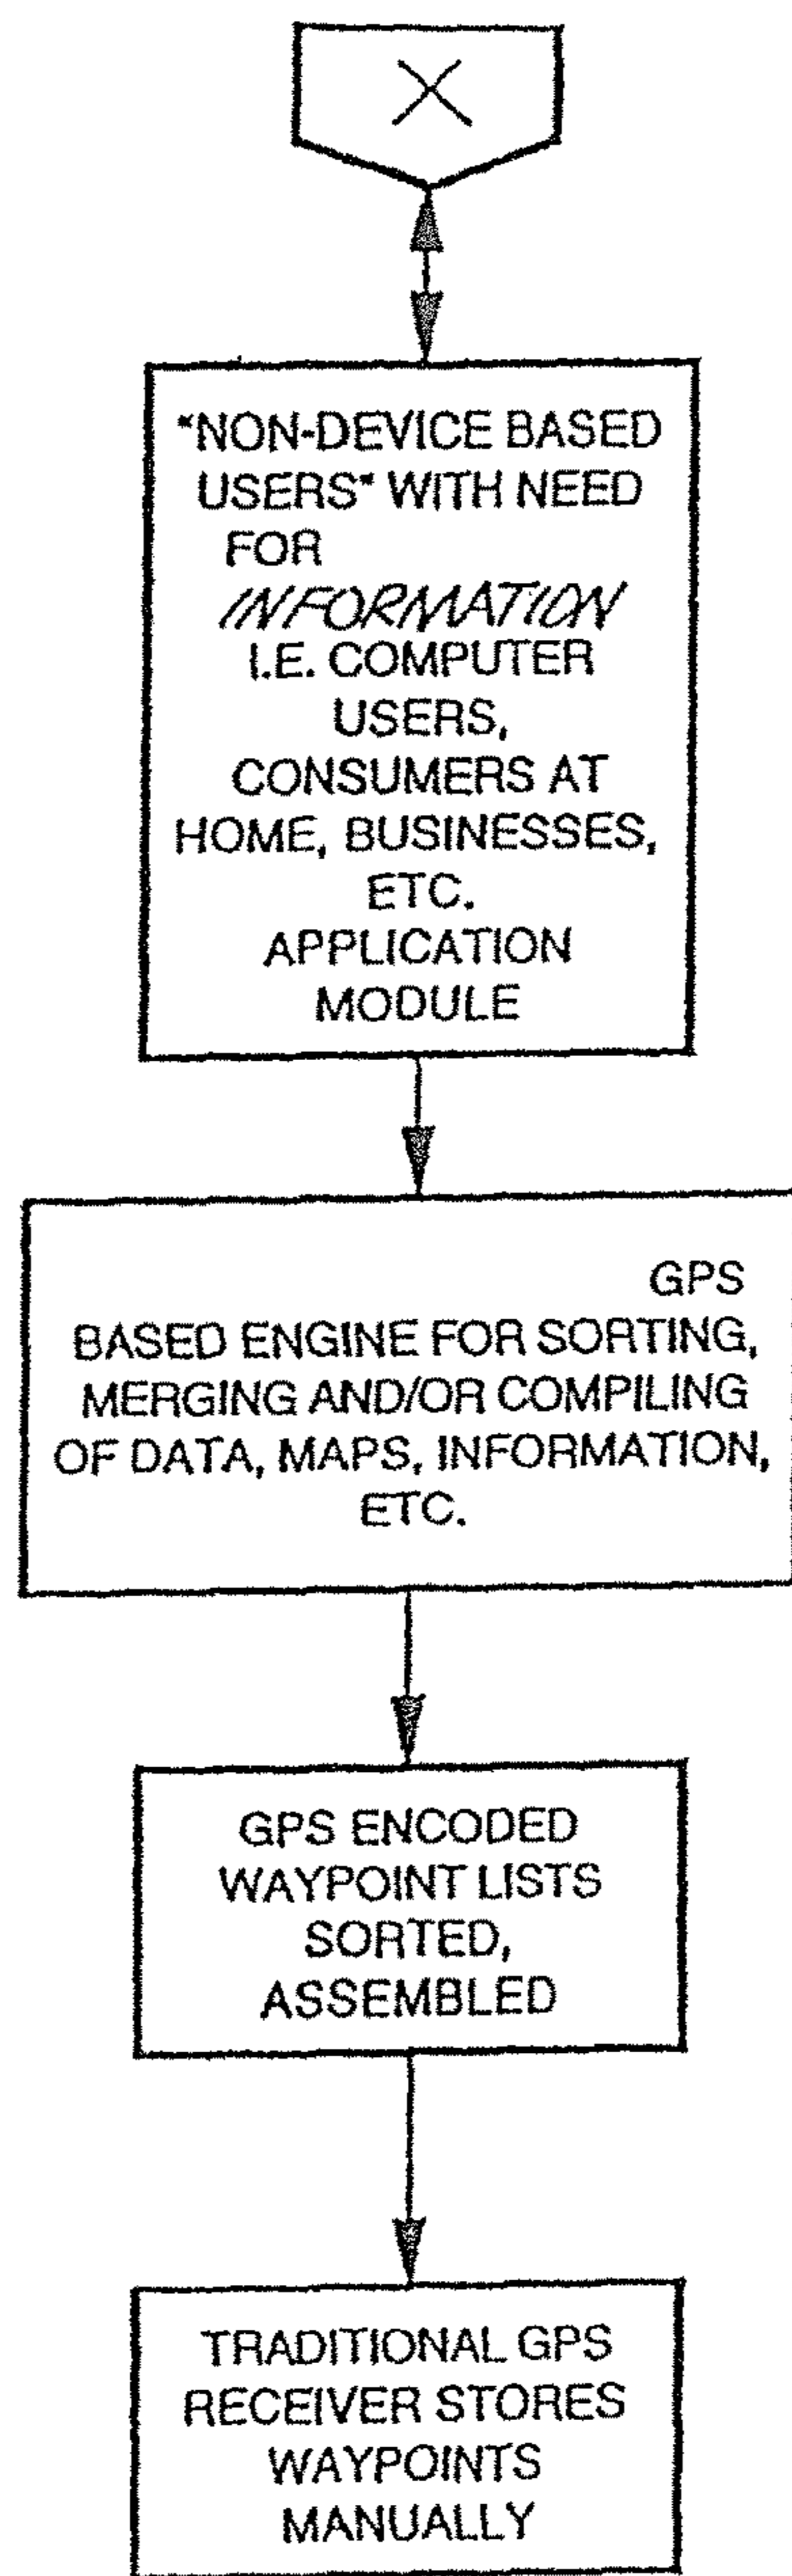 X
"NON-DEVICE BASED
USERS" WITH NEED
FOR
INFORMATION
I.E. COMPUTER
USERS,
CONSUMERS AT
HOME, BUSINESSES,
ETC.
APPLICATION
MODULE
GPS
BASED ENGINE FOR SORTING,
MERGING AND/OR COMPILING
OF DATA, MAPS, INFORMATION,
ETC.
GPS ENCODED
WAYPOINT LISTS
SORTED,
ASSEMBLED
TRADITIONAL GPS
RECEIVER STORES
WAYPOINTS
MANUALLY